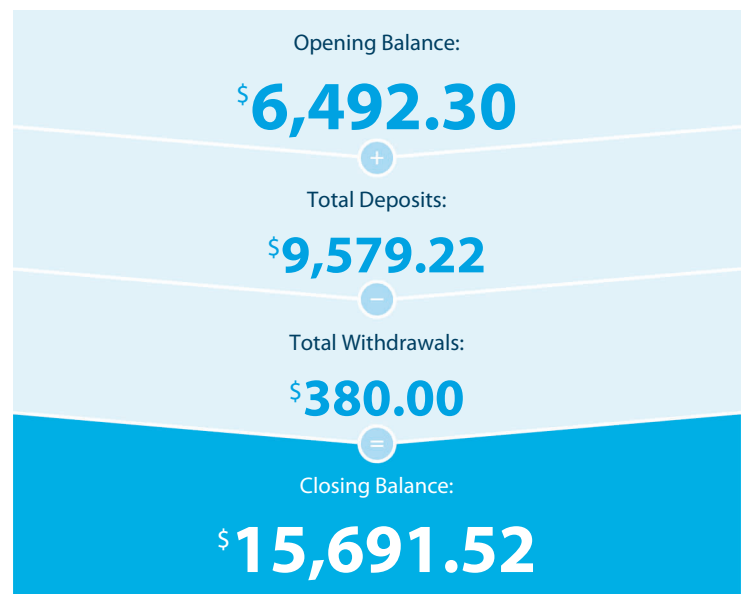 Opening Balance:
$6,492.30
+
Total Deposits:
$9,579.22
−
Total Withdrawals:
$380.00
=
Closing Balance:
$15,691.52